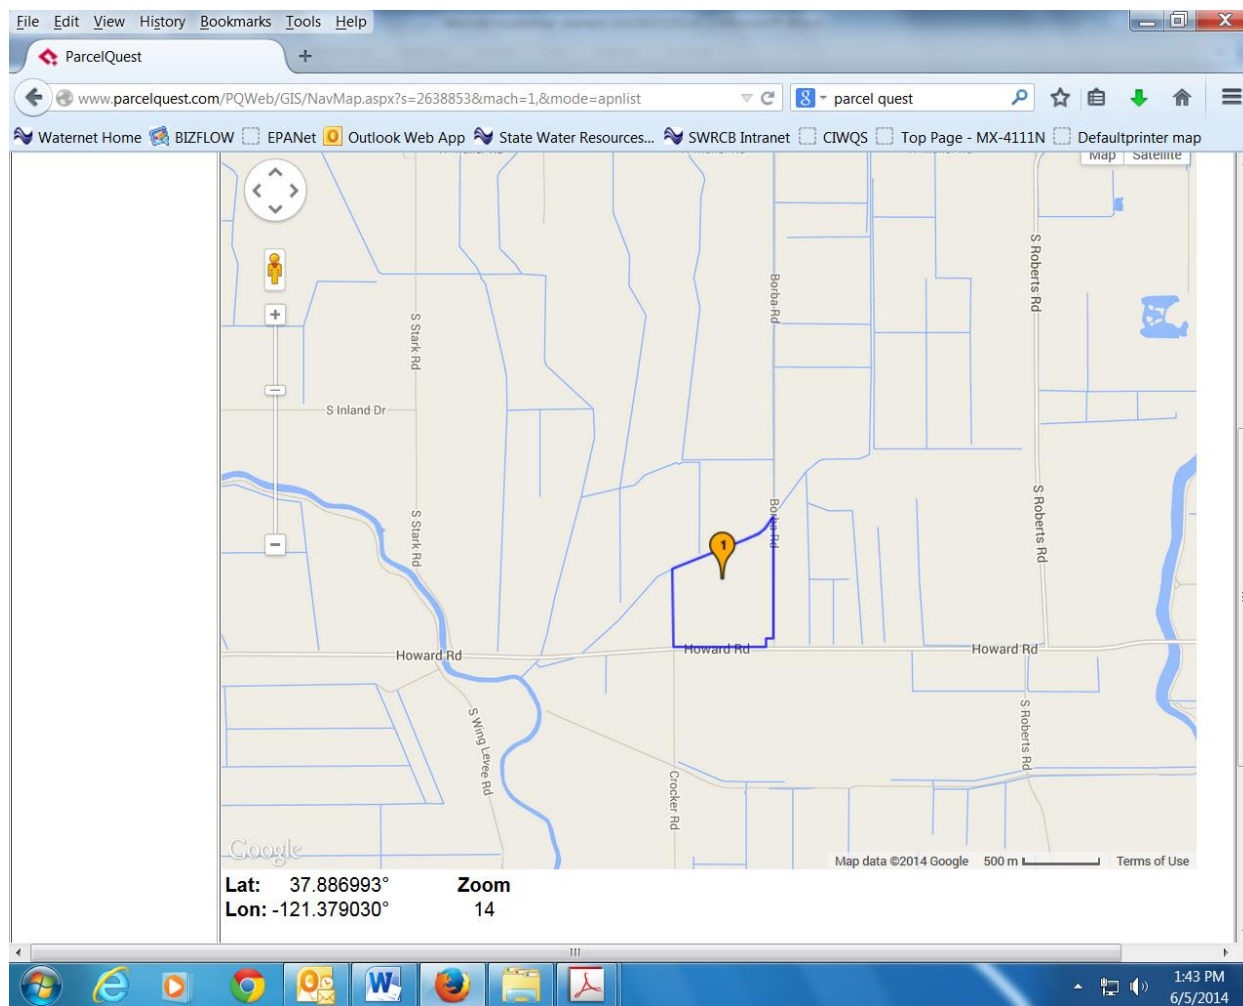 File Edit View History Bookmarks Tools Help
ParcelQuest
www.parcelquest.com/PQWeb/GIS/NavMap.aspx?s=2638853&mach=1,&mode=apnlist
8 parcel quest
Waternet Home BIZFLOW EPANet Outlook Web App State Water Resources... SWRCB Intranet CIWQS Top Page - MX-4111N Defaultprinter map
Map Satellite
S Roberts Rd
Borba Rd
S Stark Rd
S Inland Dr
S Roberts Rd
Borba Rd
S Stark Rd
1
Howard Rd
Howard Rd
Howard Rd
S Wing Levee Rd
S Roberts Rd
Crocker Rd
Google
Map data ©2014 Google 500 m Terms of Use
Lat: 37.886993° Zoom
Lon: -121.379030° 14
1:43 PM
6/5/2014